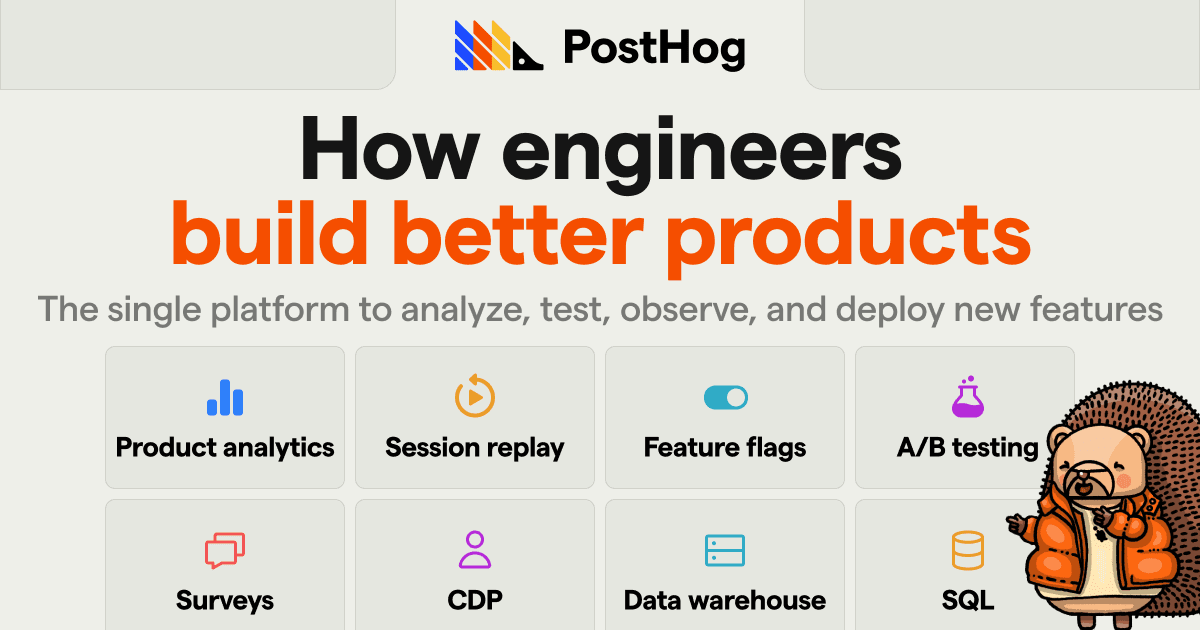 PostHog
How engineers
build better products
The single platform to analyze, test, observe, and deploy new features
Product analytics
Session replay
Feature flags
A/B testing
Surveys
CDP
Data warehouse
SQL